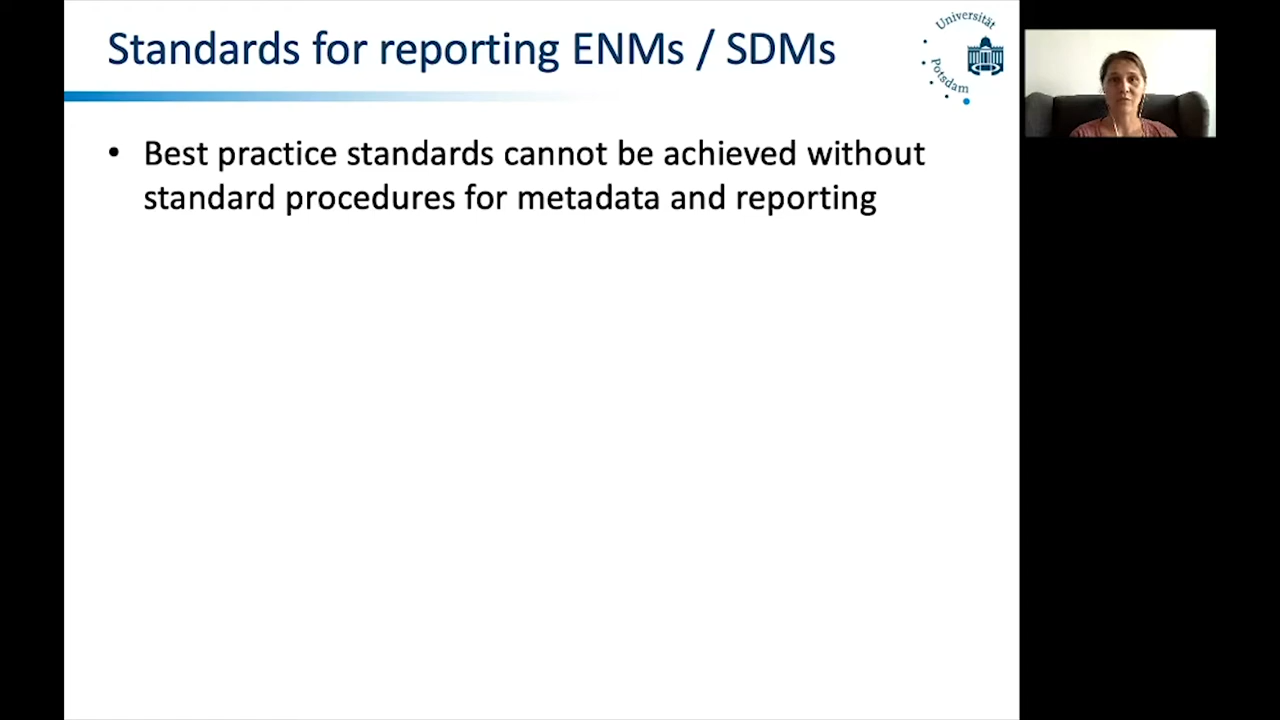 Standards for reporting ENMs / SDMs
Universität
Potsdam
• Best practice standards cannot be achieved without
standard procedures for metadata and reporting